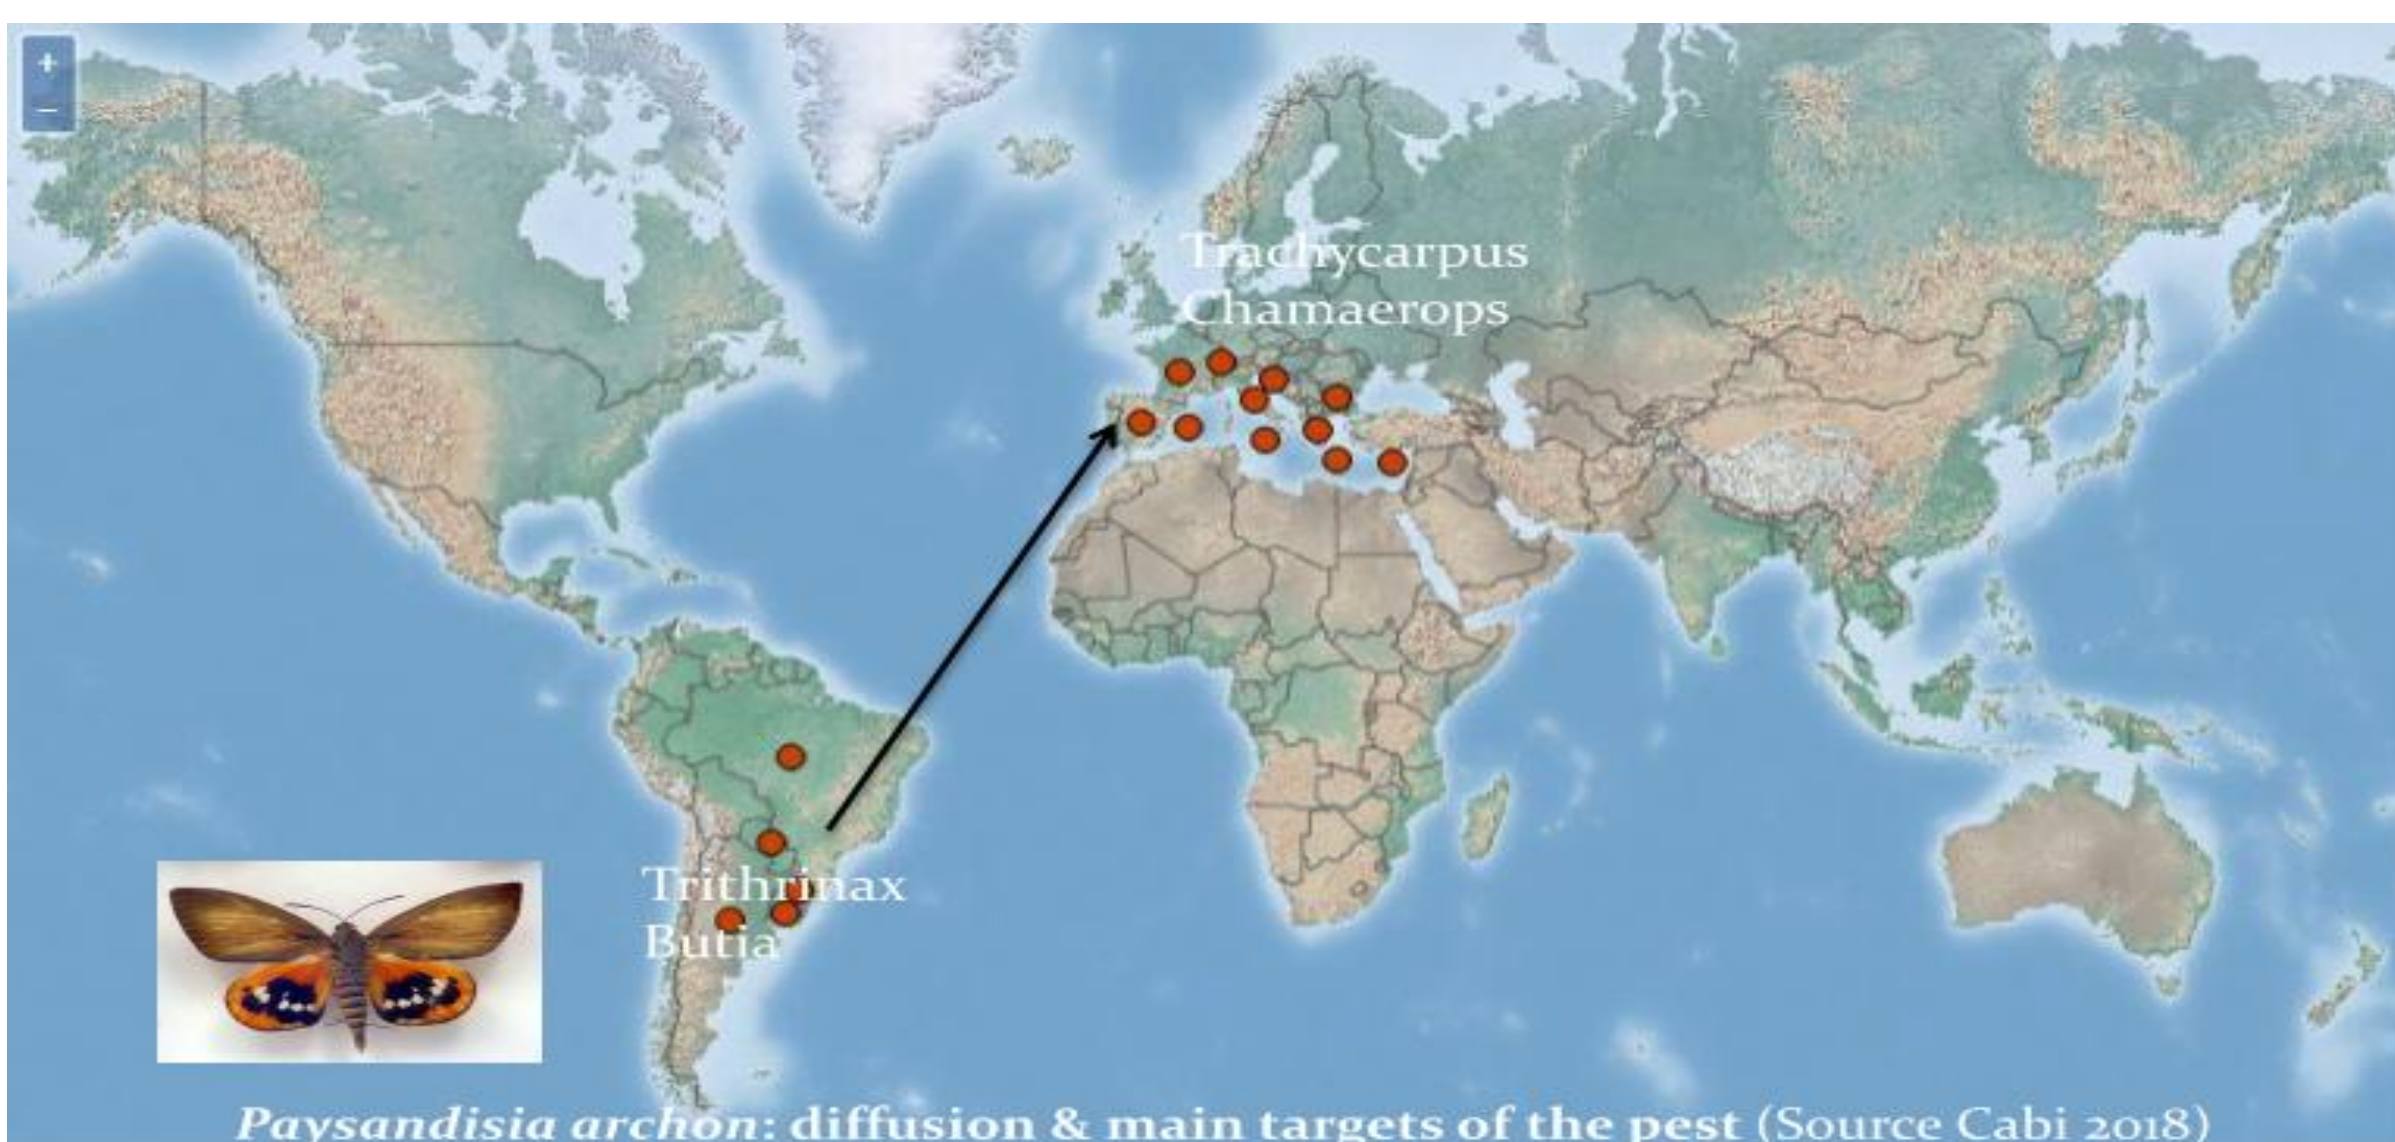 +
−
Trachycarpus
Chamaerops
Trithrinax
Butia
Paysandisia archon: diffusion & main targets of the pest (Source Cabi 2018)